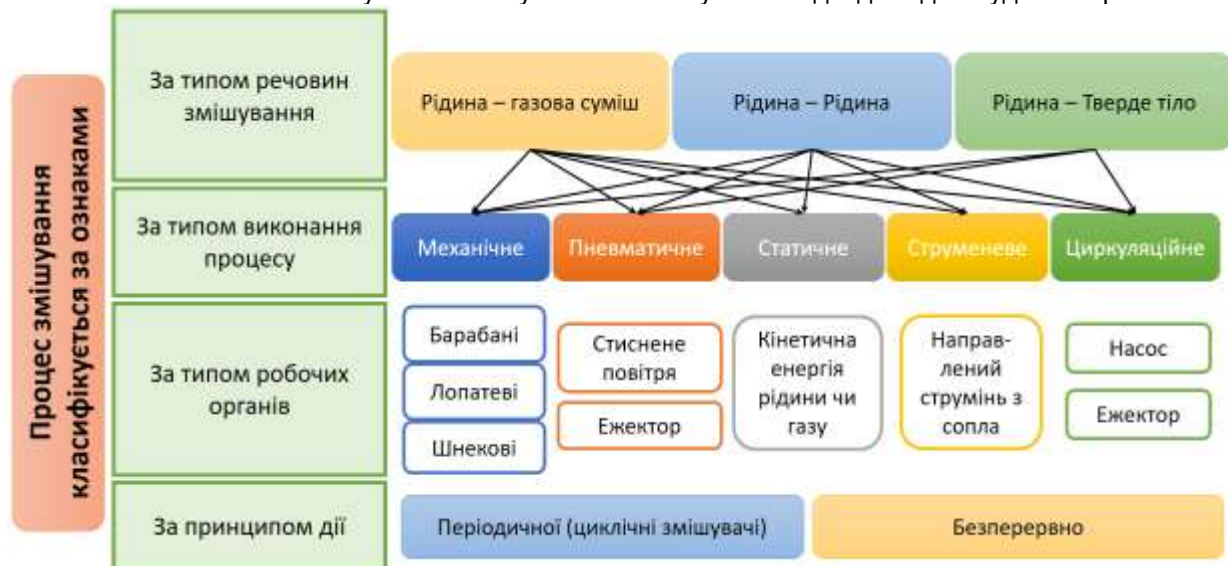 Процес змішування
класифікується за ознаками
За типом речовин
змішування
Рідина – газова суміш
Рідина – Рідина
Рідина – Тверде тіло
За типом виконання
процесу
Механічне
Пневматичне
Статичне
Струменеве
Циркуляційне
За типом робочих
органів
Барабані
Лопатеві
Шнекові
Стиснене
повітря
Ежектор
Кінетична
енергія
рідини чи
газу
Направ-
лений
струмінь з
сопла
Насос
Ежектор
За принципом дії
Періодичної (циклічні змішувачі)
Безперервно